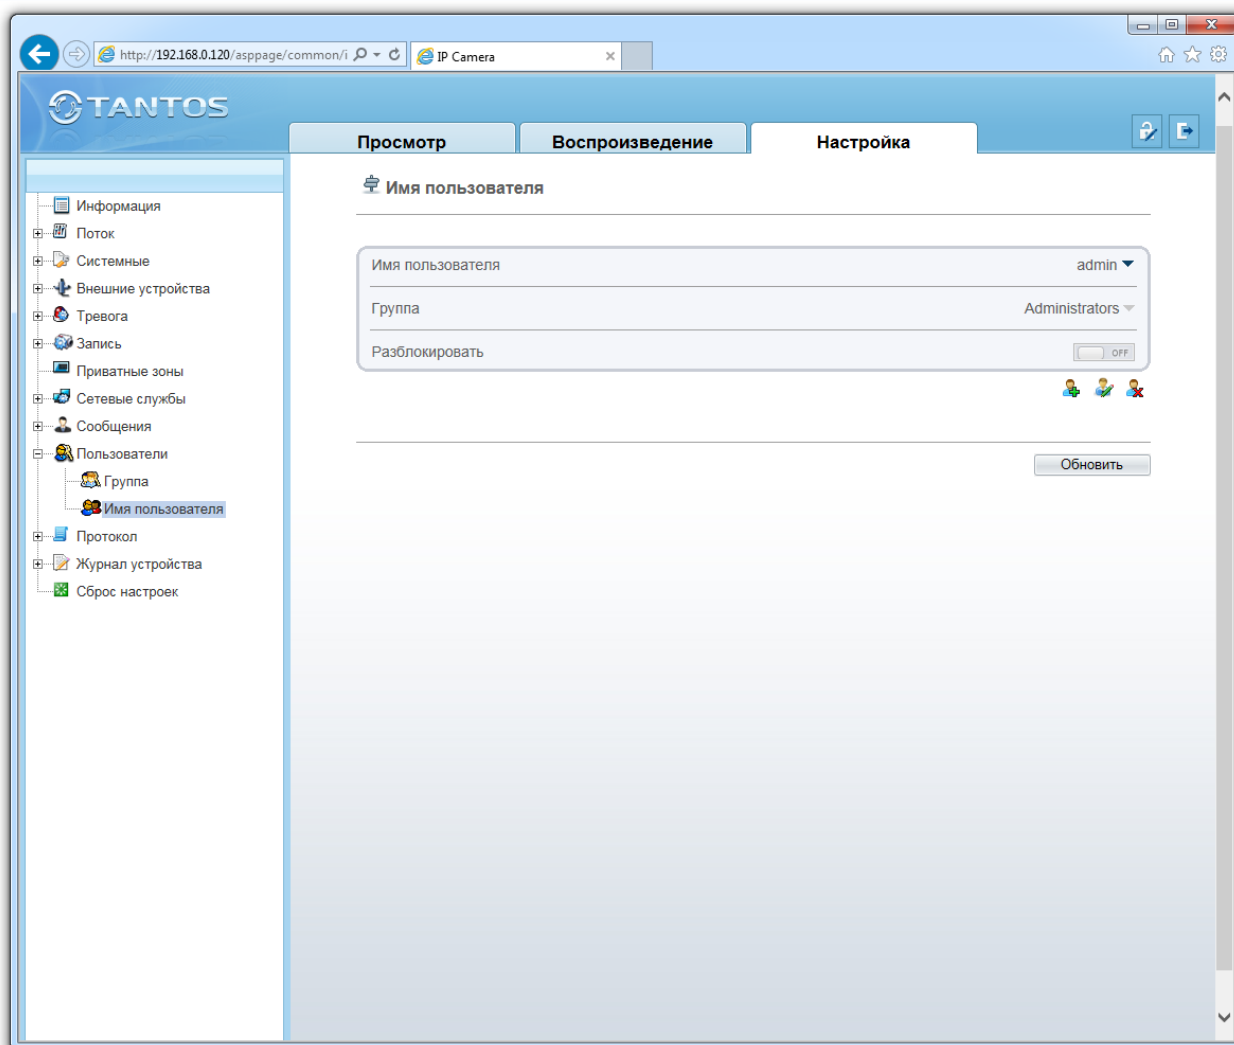 http://192.168.0.120/asppage/common/i
IP Camera
TANTOS
Просмотр
Воспроизведение
Настройка
Информация
Поток
Системные
Внешние устройства
Тревога
Запись
Приватные зоны
Сетевые службы
Сообщения
Пользователи
Группа
Имя пользователя
Протокол
Журнал устройства
Сброс настроек
Имя пользователя
Имя пользователя admin
Группа Administrators
Разблокировать OFF
Обновить